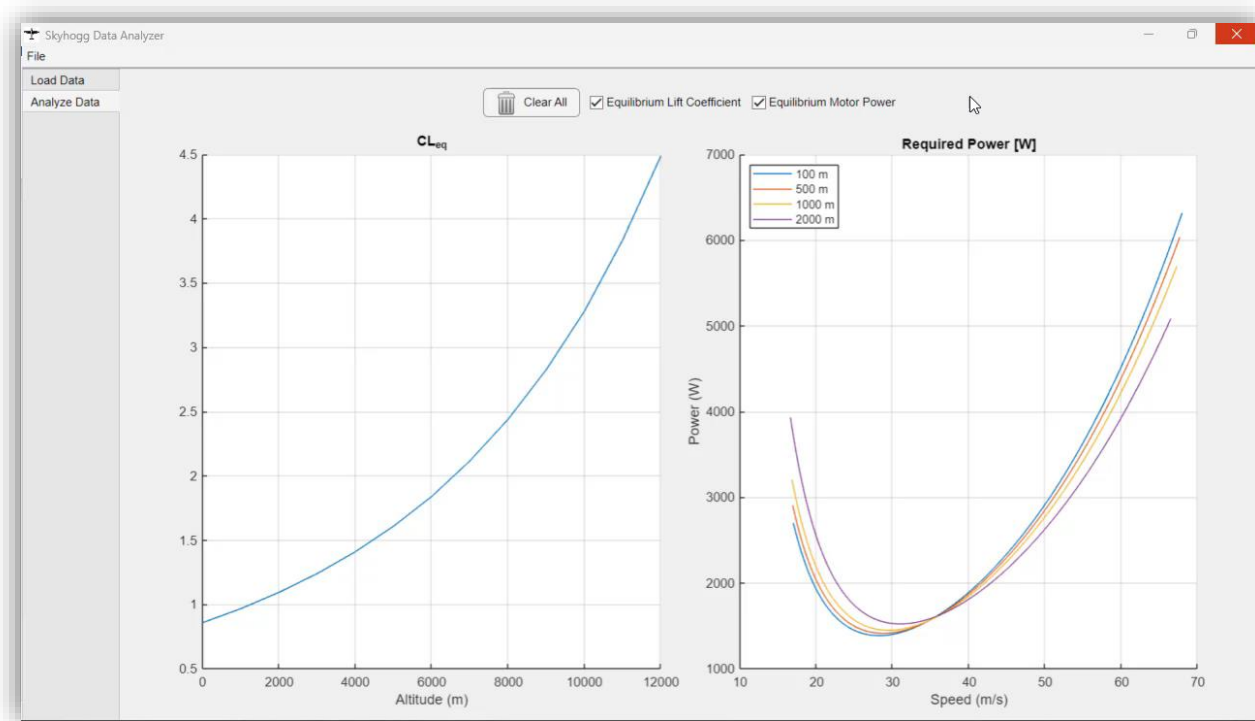 Skyhogg Data Analyzer
File
Load Data
Analyze Data
Clear All
Equilibrium Lift Coefficient
Equilibrium Motor Power
CLeq
4.5
4
3.5
3
2.5
2
1.5
1
0.5
0
2000
4000
6000
8000
10000
12000
Altitude (m)
Required Power [W]
100 m
500 m
1000 m
2000 m
7000
6000
5000
4000
3000
2000
1000
Power (W)
10
20
30
40
50
60
70
Speed (m/s)